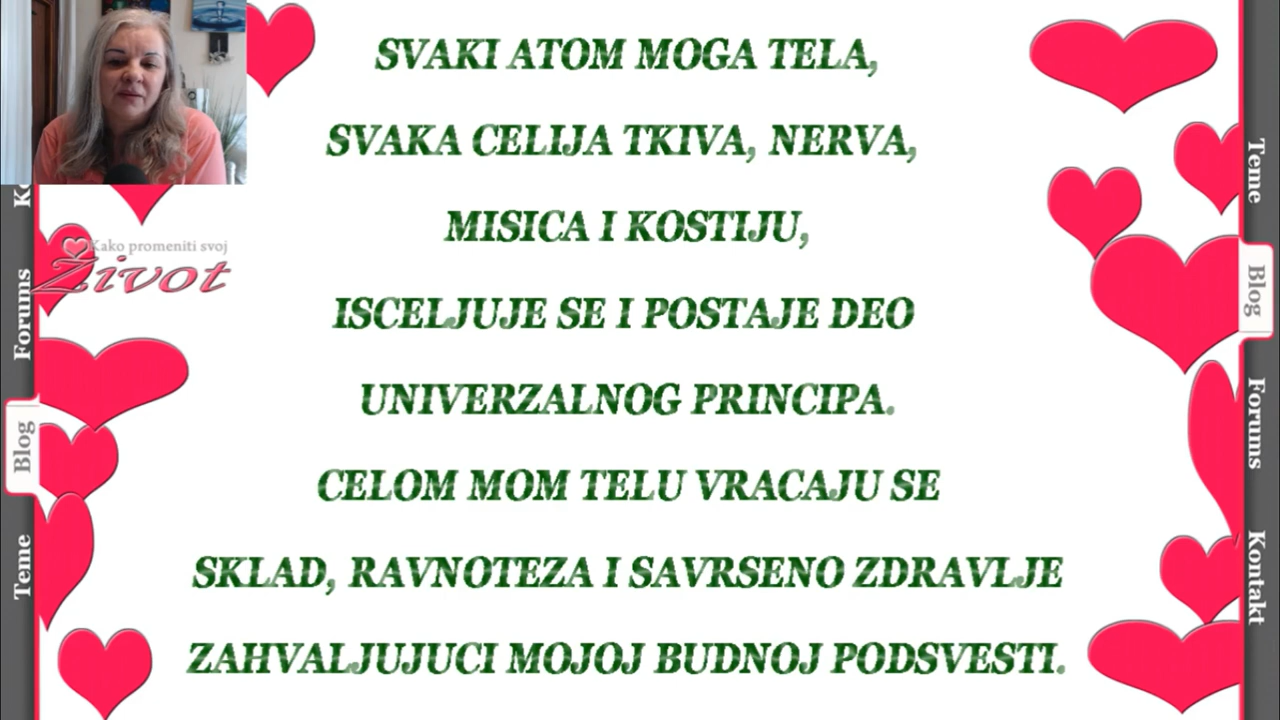 SVAKI ATOM MOGA TELA,
SVAKA CELIJA TKIVA, NERVA,
MISICA I KOSTIJU,
ISCELJUJE SE I POSTAJE DEO
UNIVERZALNOG PRINCIPA.
CELOM MOM TELU VRACAJU SE
SKLAD, RAVNOTEZA I SAVRSENO ZDRAVLJE
ZAHVALJUJUCI MOJOJ BUDNOJ PODSVESTI.
Kako promeniti svoj
Život
Forums
Blog
Teme
Teme
Blog
Forums
Kontakt